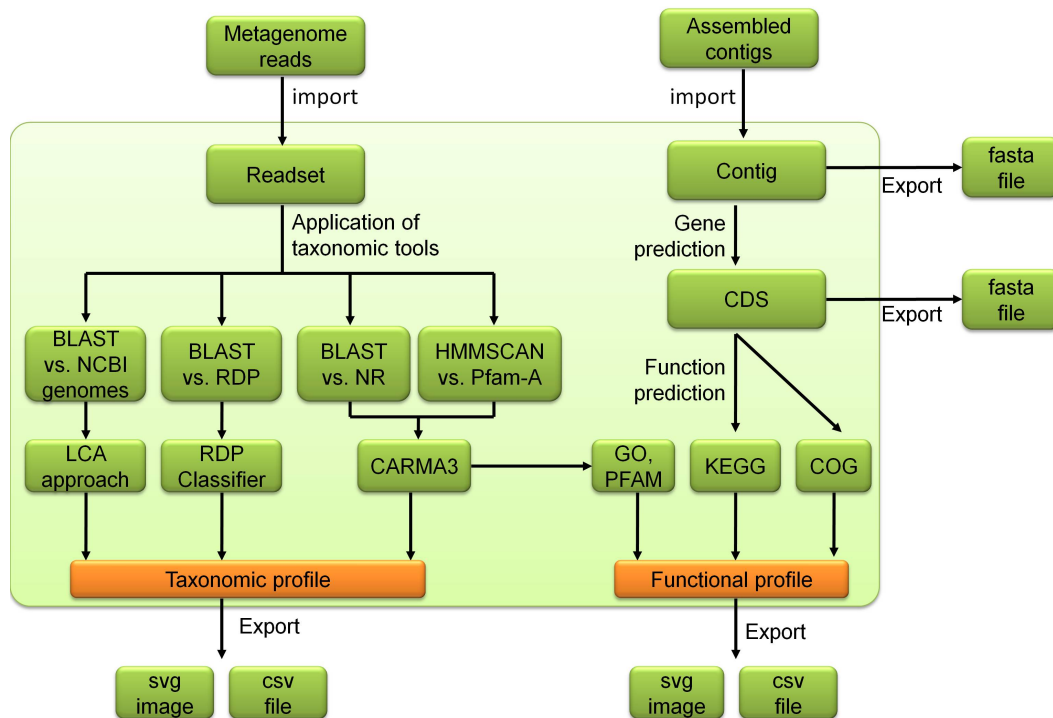 Metagenome
reads
Assembled
contigs
import
import
Readset
Contig
Export
fasta
file
Application of
taxonomic tools
Gene
prediction
CDS
Export
fasta
file
BLAST
vs. NCBI
genomes
BLAST
vs. RDP
BLAST
vs. NR
HMMSCAN
vs. Pfam-A
Function
prediction
LCA
approach
RDP
Classifier
CARMA3
GO,
PFAM
KEGG
COG
Taxonomic profile
Functional profile
Export
Export
svg
image
csv
file
svg
image
csv
file